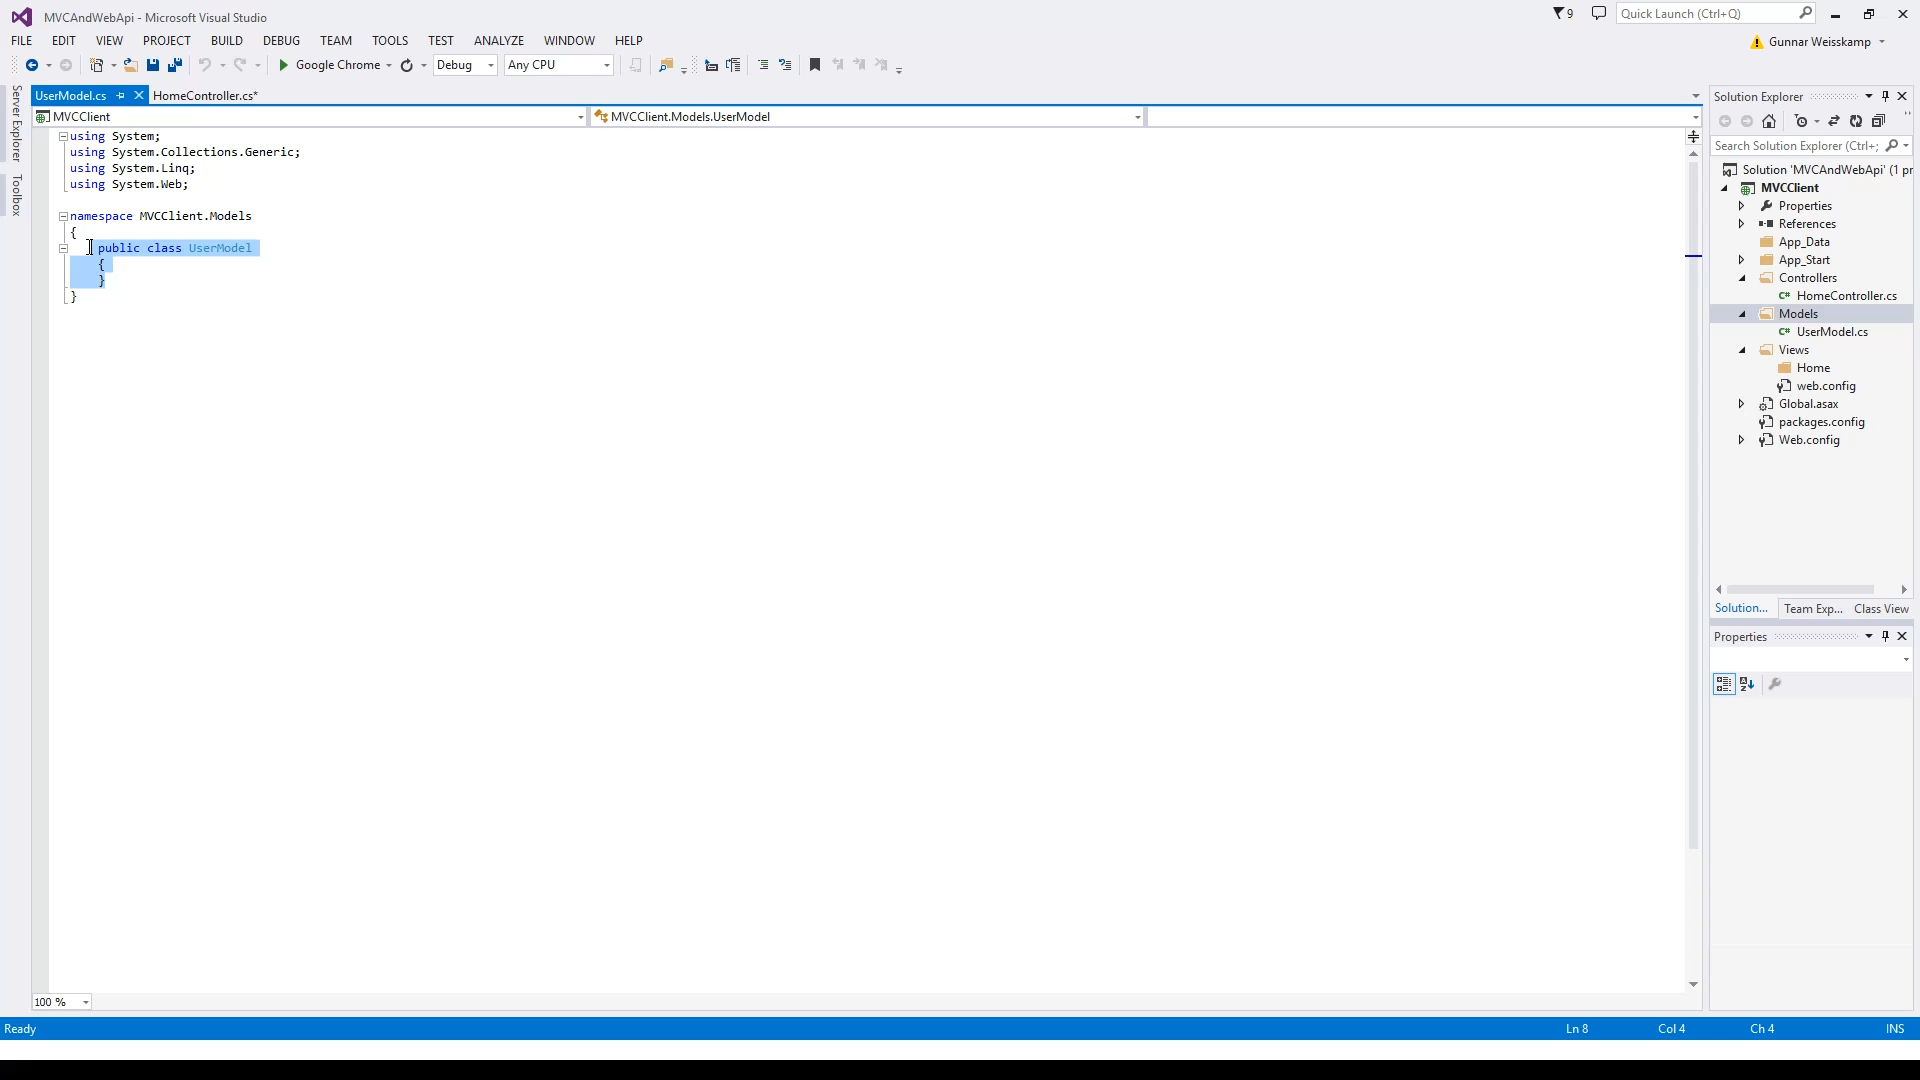 MVCAndWebApi - Microsoft Visual Studio
9
Quick Launch (Ctrl+Q)
FILE EDIT VIEW PROJECT BUILD DEBUG TEAM TOOLS TEST ANALYZE WINDOW HELP
Gunnar Weisskamp
Google Chrome Debug Any CPU
Server Explorer
Toolbox
UserModel.cs HomeController.cs*
MVCClient MVCClient.Models.UserModel
using System;
using System.Collections.Generic;
using System.Linq;
using System.Web;
namespace MVCClient.Models
{
public class UserModel
{
}
}
100 %
Solution Explorer
Search Solution Explorer (Ctrl+;
Solution 'MVCAndWebApi' (1 pr
MVCClient
Properties
References
App_Data
App_Start
Controllers
C# HomeController.cs
Models
C# UserModel.cs
Views
Home
web.config
Global.asax
packages.config
Web.config
Solution... Team Exp... Class View
Properties
Ready Ln 8 Col 4 Ch 4 INS